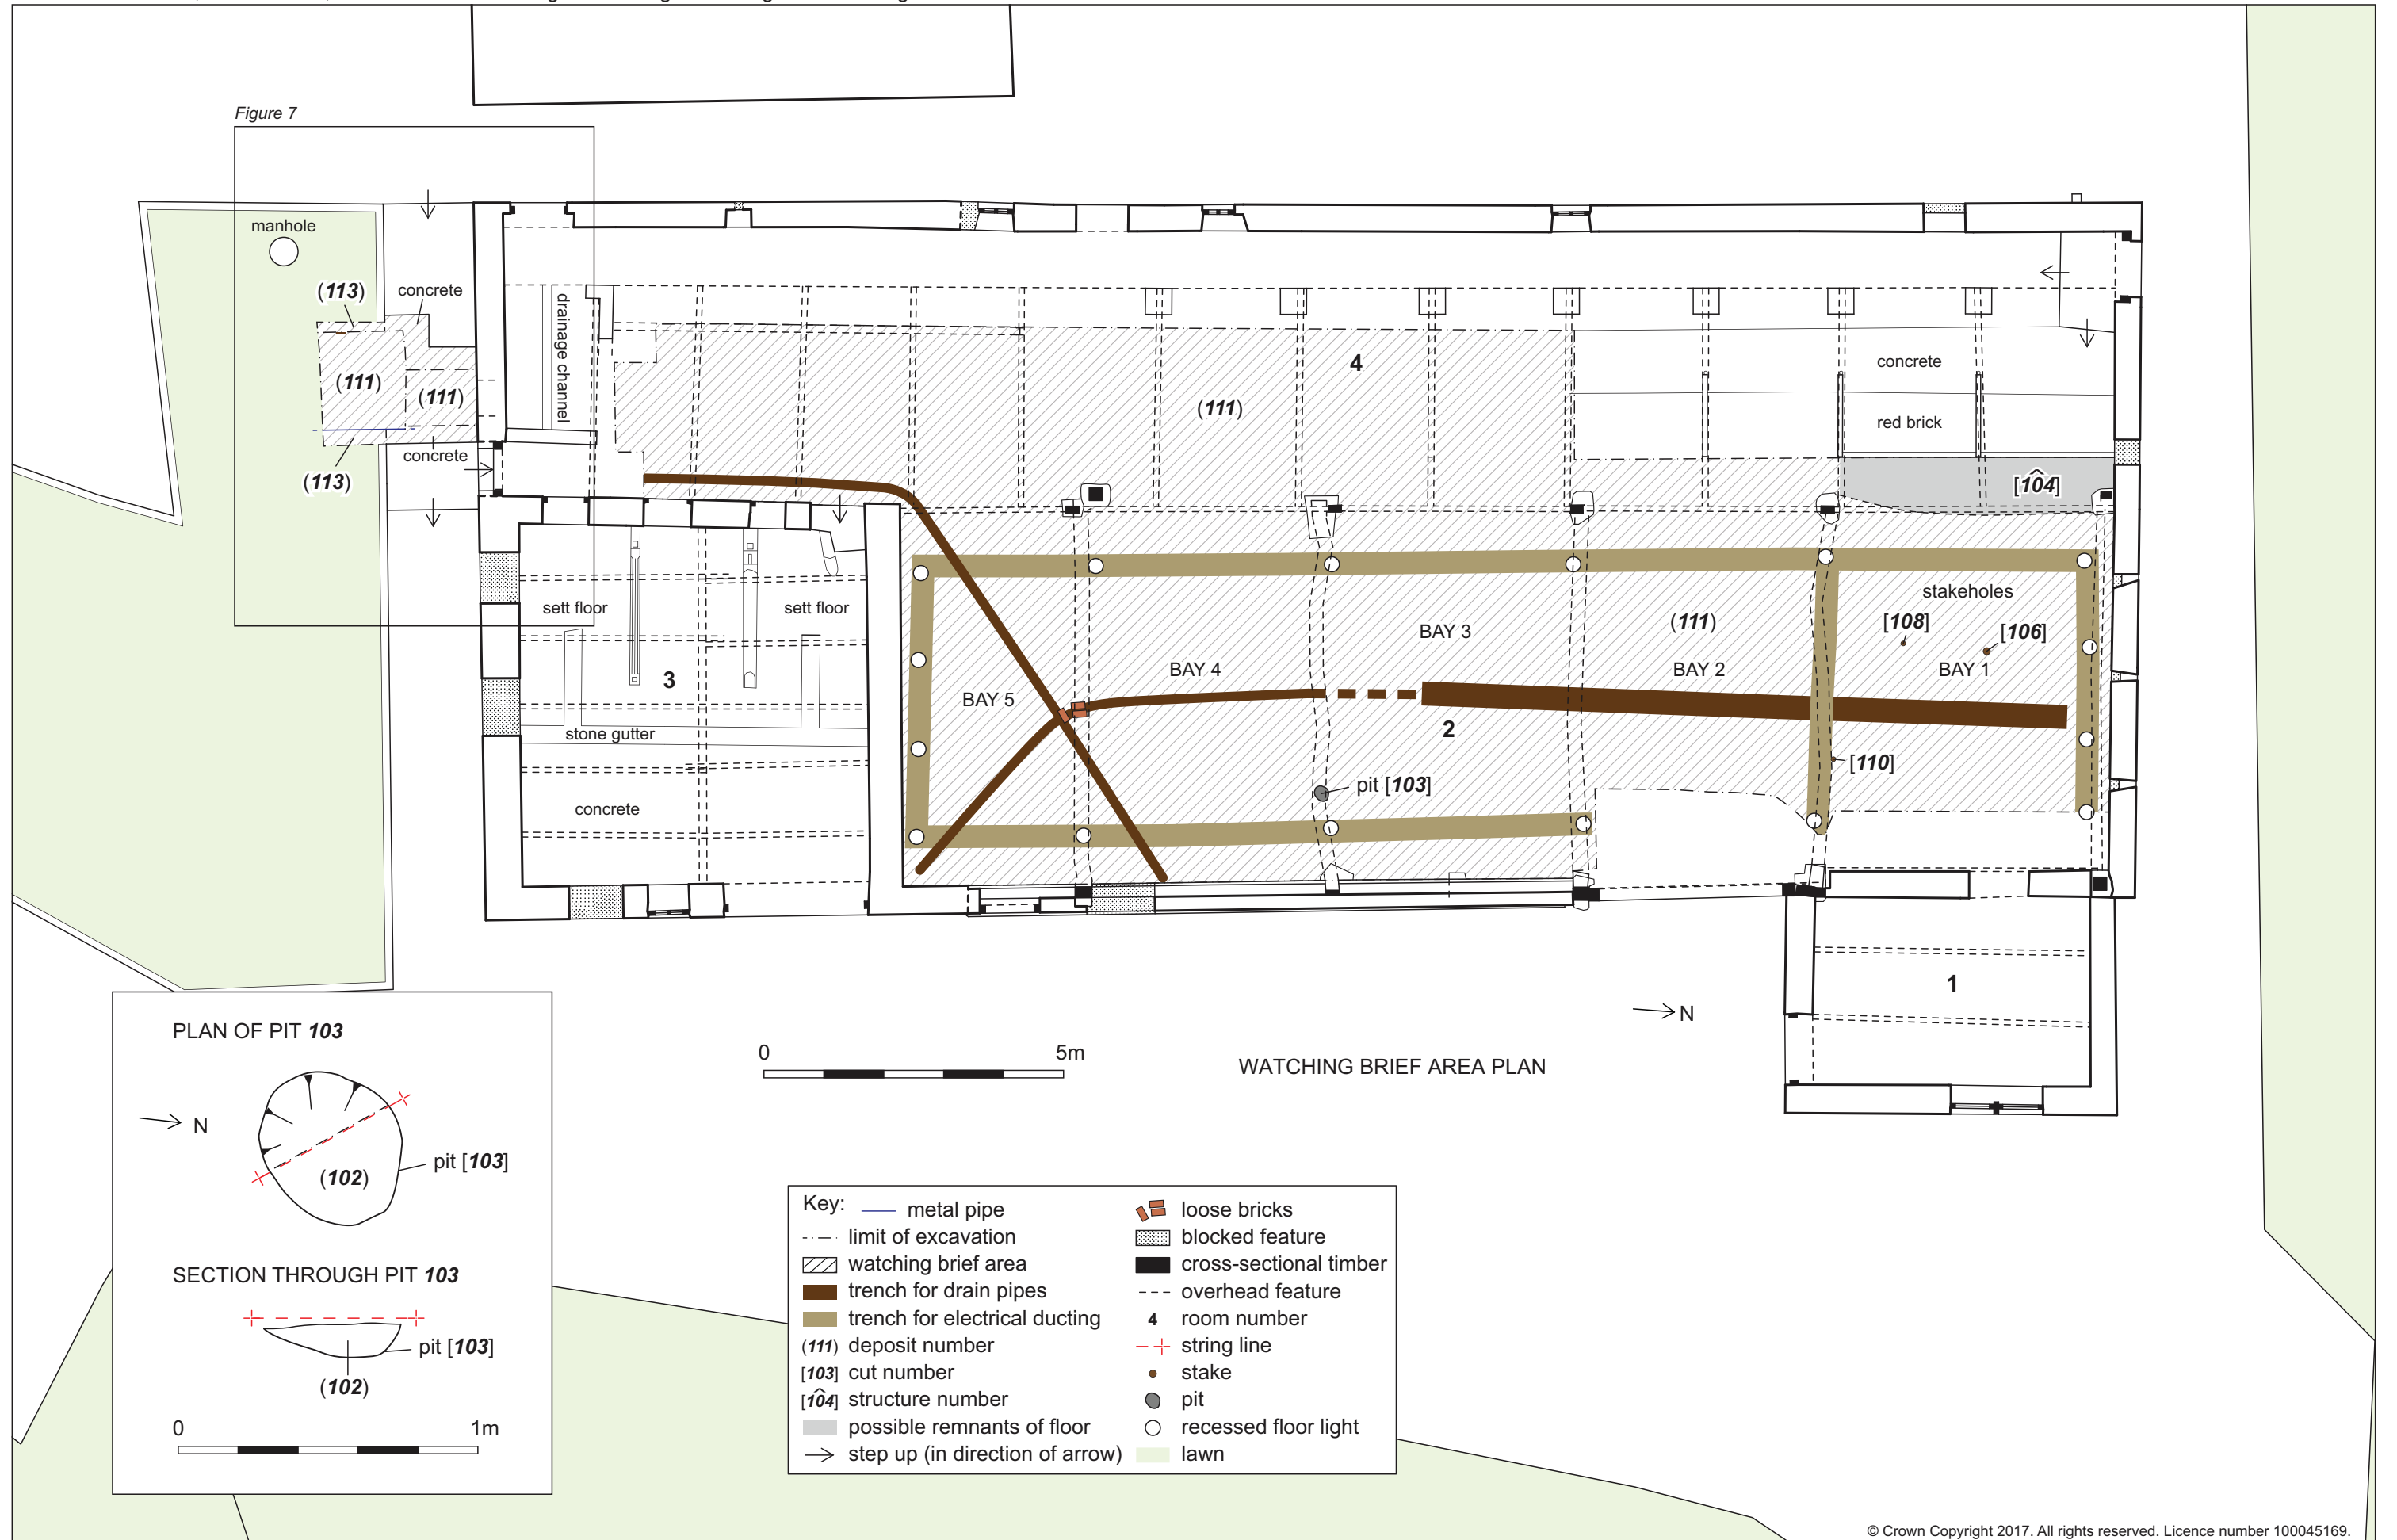 Figure 7
manhole
(113)
concrete
(111)
(111)
concrete
(113)
drainage channel
4
(111)
concrete
red brick
[104]
sett floor
sett floor
3
stone gutter
concrete
stakeholes
[108]
[106]
(111)
BAY 3
BAY 4
BAY 2
BAY 1
BAY 5
2
[110]
pit [103]
1
N
0 5m
WATCHING BRIEF AREA PLAN
PLAN OF PIT 103
N
pit [103]
(102)
SECTION THROUGH PIT 103
pit [103]
(102)
0 1m
Key:
metal pipe
limit of excavation
watching brief area
trench for drain pipes
trench for electrical ducting
(111) deposit number
[103] cut number
[104] structure number
possible remnants of floor
step up (in direction of arrow)
loose bricks
blocked feature
cross-sectional timber
overhead feature
4 room number
string line
stake
pit
recessed floor light
lawn
© Crown Copyright 2017. All rights reserved. Licence number 100045169.